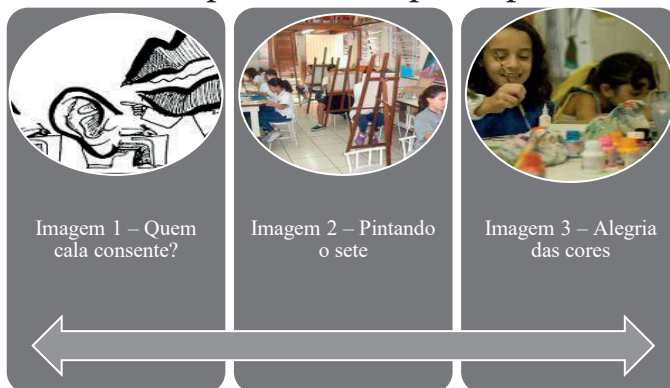 Imagem 1 – Quem
cala consente?
Imagem 2 – Pintando
o sete
Imagem 3 – Alegria
das cores